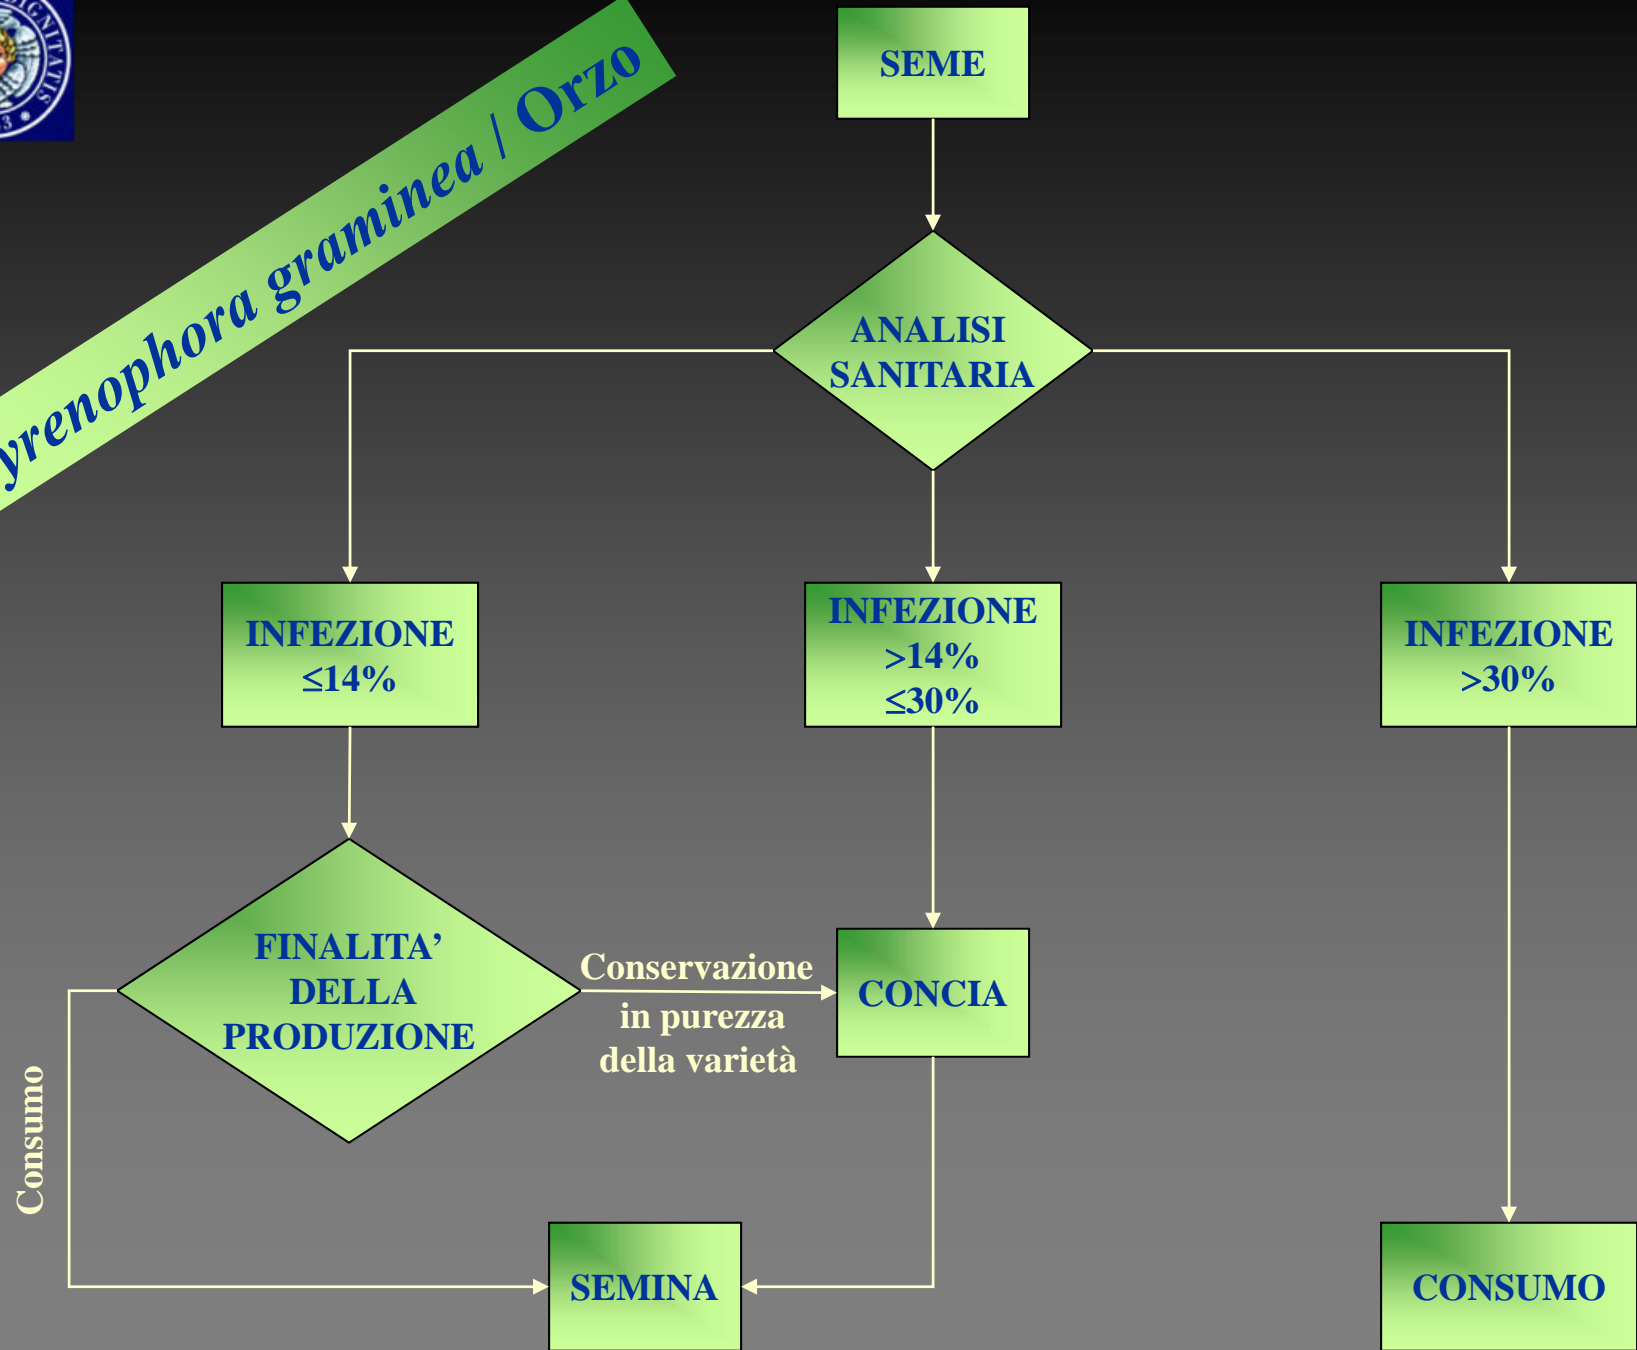 yrenophora graminea / Orzo
SEME
ANALISI
SANITARIA
INFEZIONE
≤14%
INFEZIONE
>14%
≤30%
INFEZIONE
>30%
FINALITA’
DELLA
PRODUZIONE
Conservazione
in purezza
della varietà
CONCIA
Consumo
SEMINA
CONSUMO